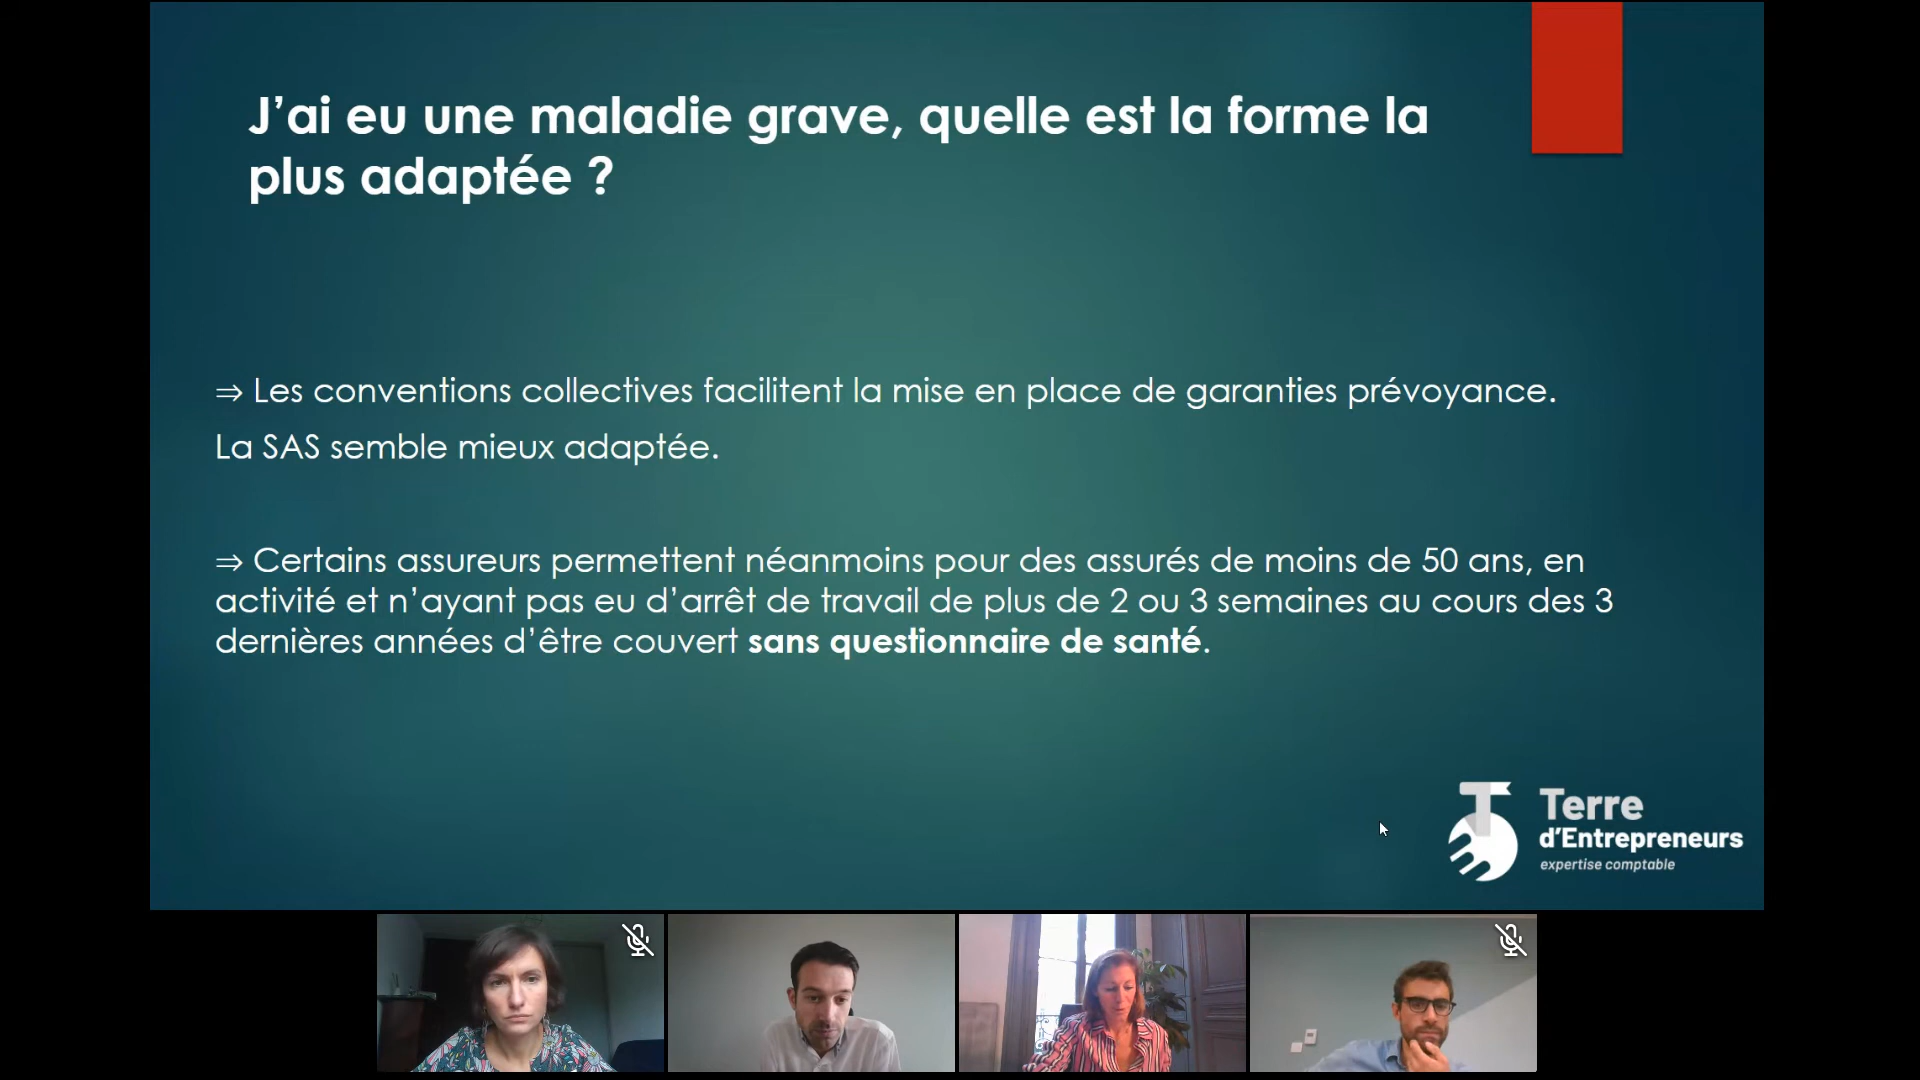 J’ai eu une maladie grave, quelle est la forme la
plus adaptée ?
⇒ Les conventions collectives facilitent la mise en place de garanties prévoyance.
La SAS semble mieux adaptée.
⇒ Certains assureurs permettent néanmoins pour des assurés de moins de 50 ans, en
activité et n’ayant pas eu d’arrêt de travail de plus de 2 ou 3 semaines au cours des 3
dernières années d’être couvert sans questionnaire de santé.
Terre
d’Entrepreneurs
expertise comptable